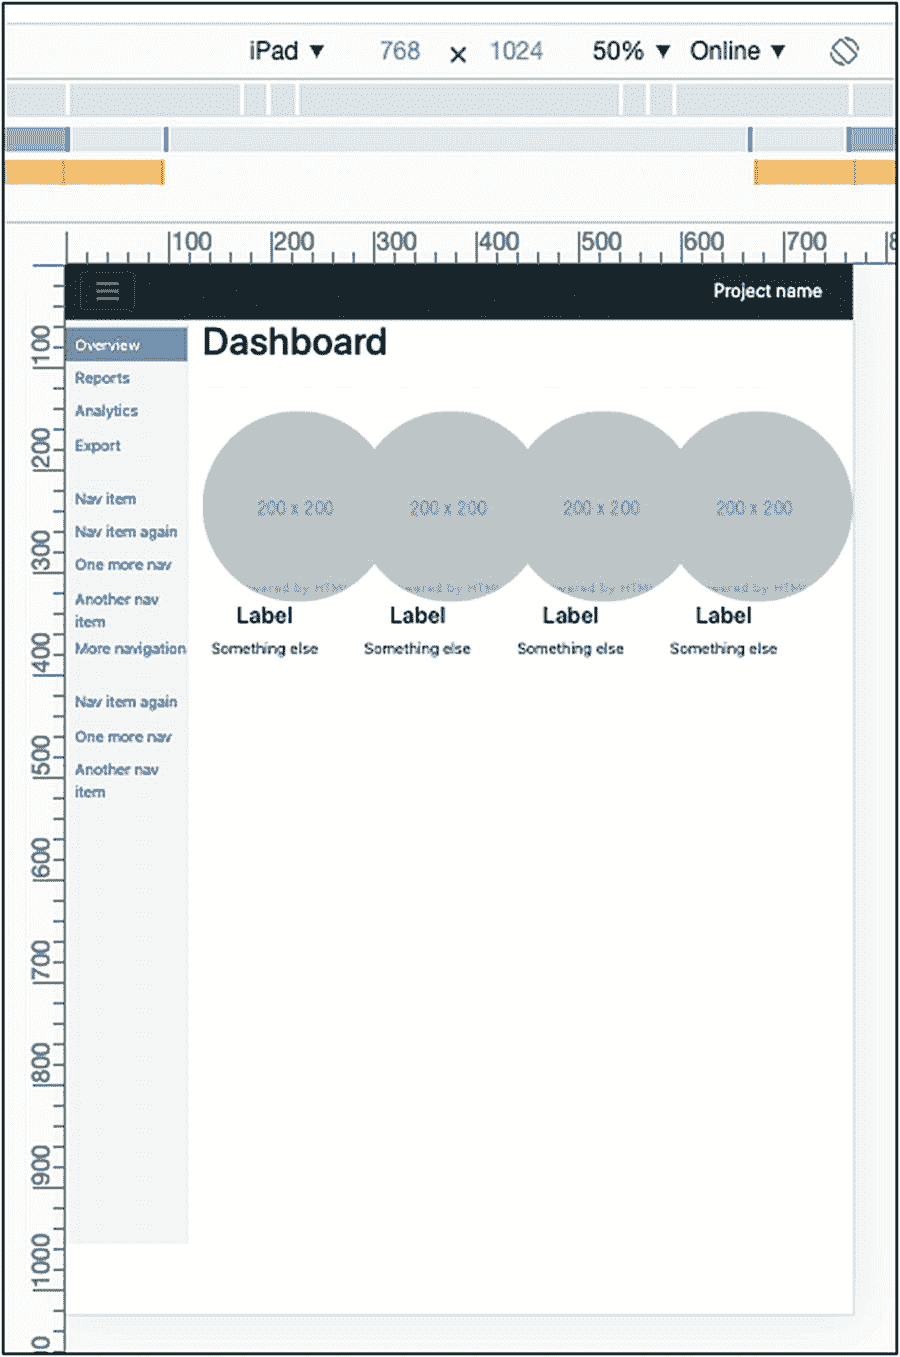 iPad ▼ 768 × 1024 50% ▼ Online ▼
100 200 300 400 500 600 700 8
Project name
Dashboard
Overview
Reports
Analytics
Export
Nav item
Nav item again
One more nav
Another nav
item
More navigation
Nav item again
One more nav
Another nav
item
200 x 200 200 x 200 200 x 200 200 x 200
Label Label Label Label
Something else Something else Something else Something else
100
200
300
400
500
600
700
800
900
1000
0